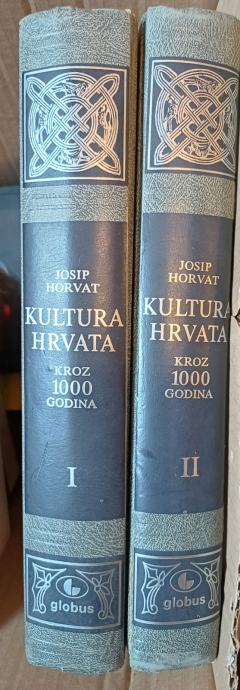 JOSIP
HORVAT
KULTURA
HRVATA
KROZ
1000
GODINA
I
globus
JOSIP
HORVAT
KULTURA
HRVATA
KROZ
1000
GODINA
II
globus